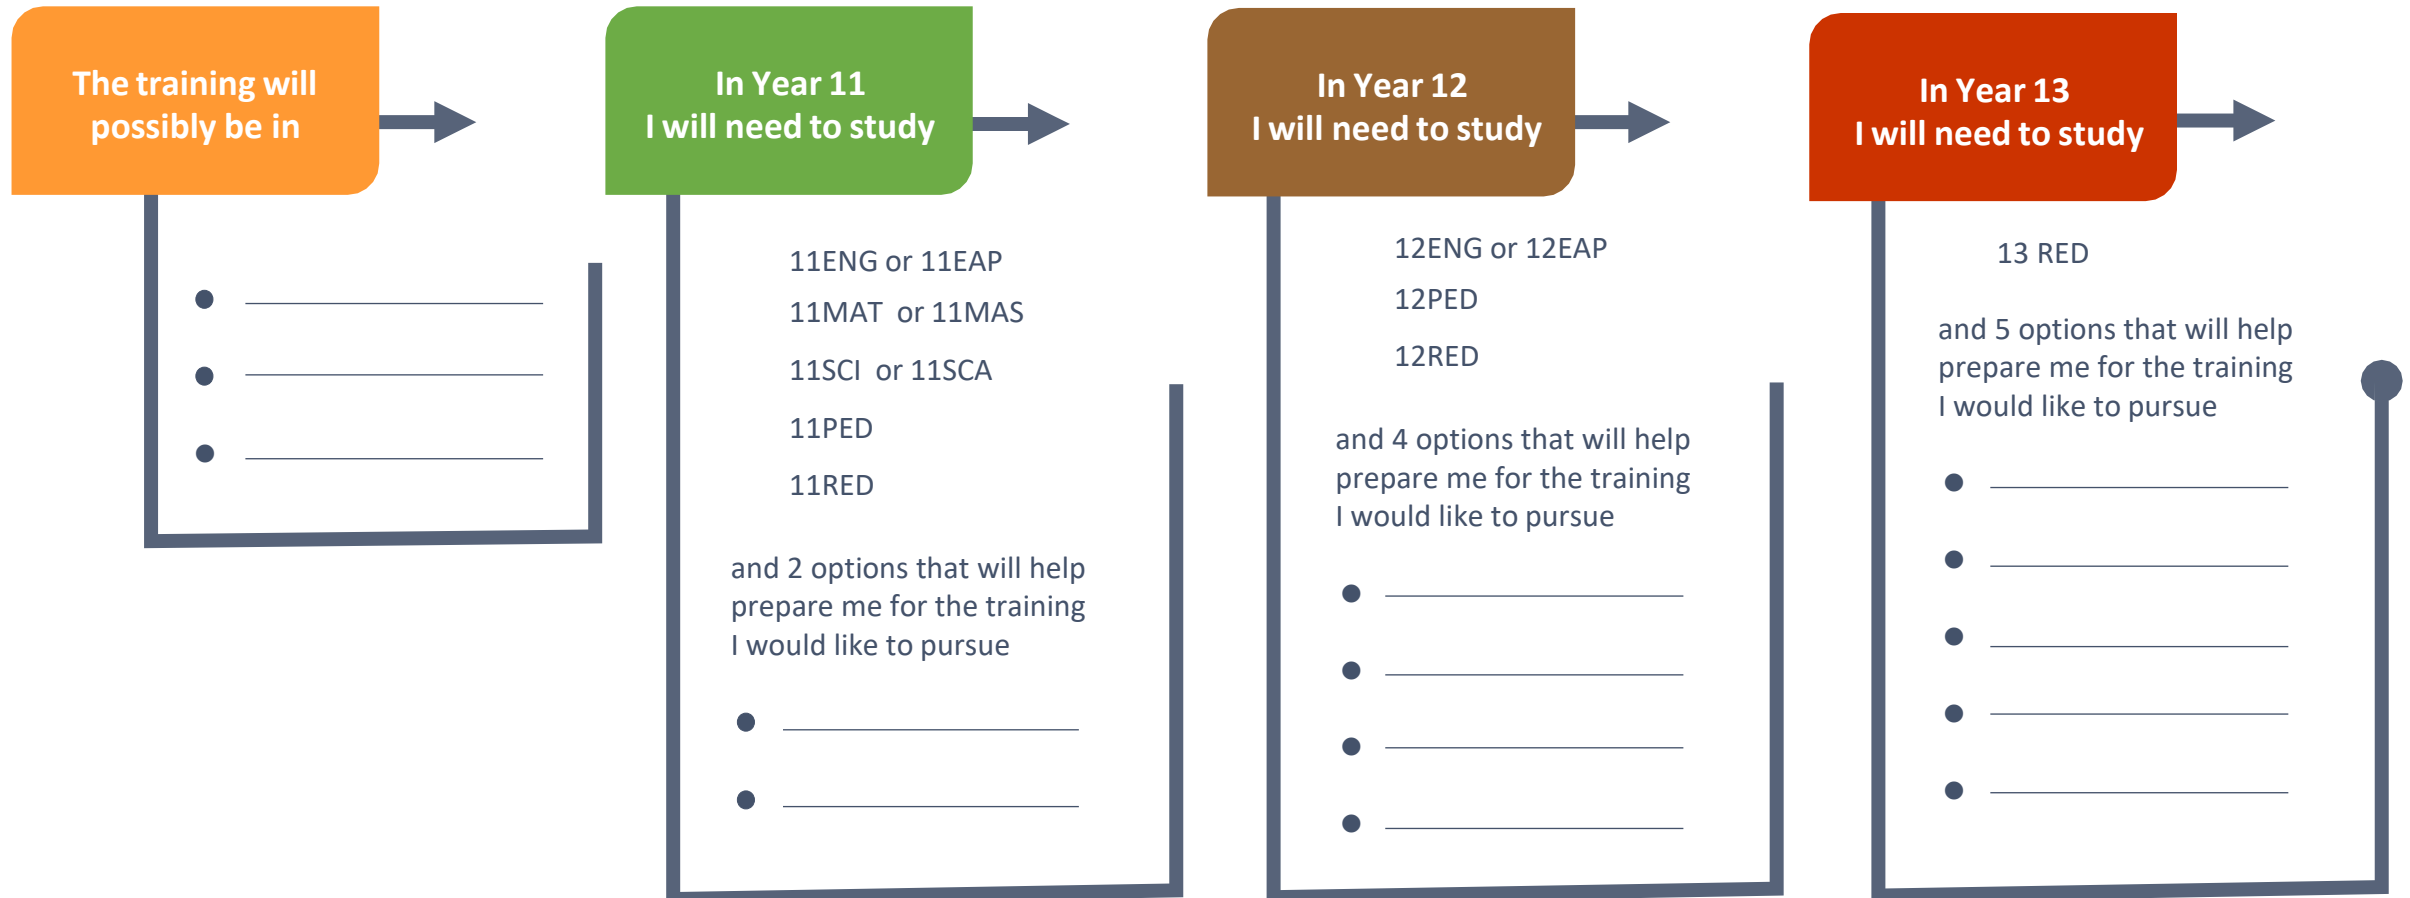 The training will
possibly be in
In Year 11
I will need to study
11ENG or 11EAP
11MAT  or 11MAS
11SCI  or 11SCA
11PED
11RED
and 2 options that will help
prepare me for the training
I would like to pursue
In Year 12
I will need to study
12ENG or 12EAP
12PED
12RED
and 4 options that will help
prepare me for the training
I would like to pursue
In Year 13
I will need to study
13 RED
and 5 options that will help
prepare me for the training
I would like to pursue